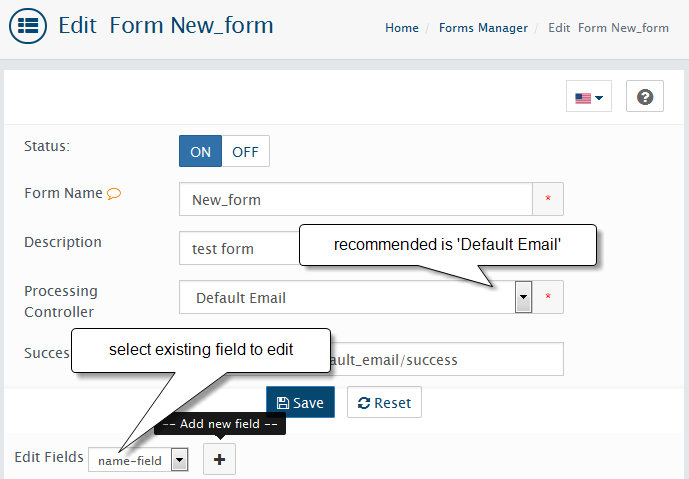 Edit Form New_form
Home / Forms Manager / Edit Form New_form
Status:
ON OFF
Form Name
New_form *
Description
test form
recommended is 'Default Email'
Processing
Controller
Default Email *
Succes
ault_email/success
select existing field to edit
Save Reset
-- Add new field --
Edit Fields name-field +